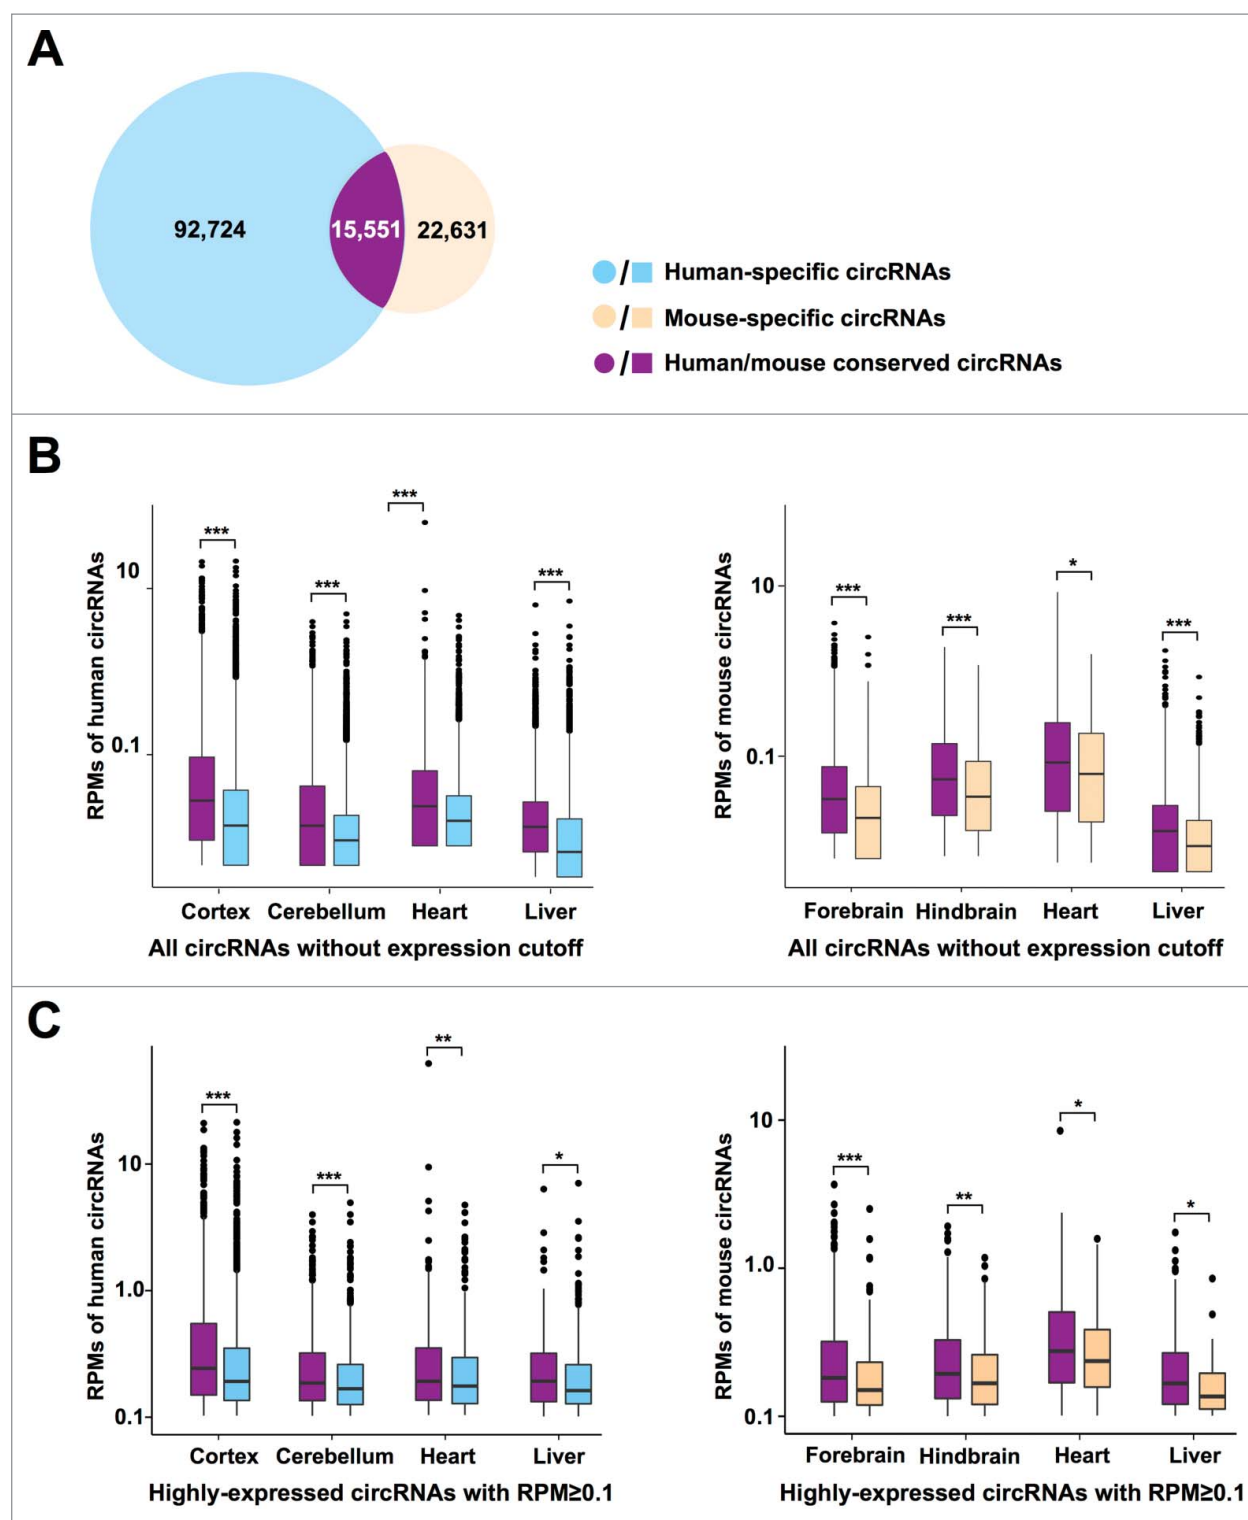 A
92,724
15,551
22,631
/ Human-specific circRNAs
/ Mouse-specific circRNAs
/ Human/mouse conserved circRNAs
B
RPMs of human circRNAs
10
0.1
***
***
***
***
Cortex Cerebellum Heart Liver
All circRNAs without expression cutoff
RPMs of mouse circRNAs
10
0.1
***
***
*
***
Forebrain Hindbrain Heart Liver
All circRNAs without expression cutoff
C
RPMs of human circRNAs
10
1.0
0.1
***
***
**
*
Cortex Cerebellum Heart Liver
Highly-expressed circRNAs with RPM≥0.1
RPMs of mouse circRNAs
10
1.0
0.1
***
**
*
*
Forebrain Hindbrain Heart Liver
Highly-expressed circRNAs with RPM≥0.1